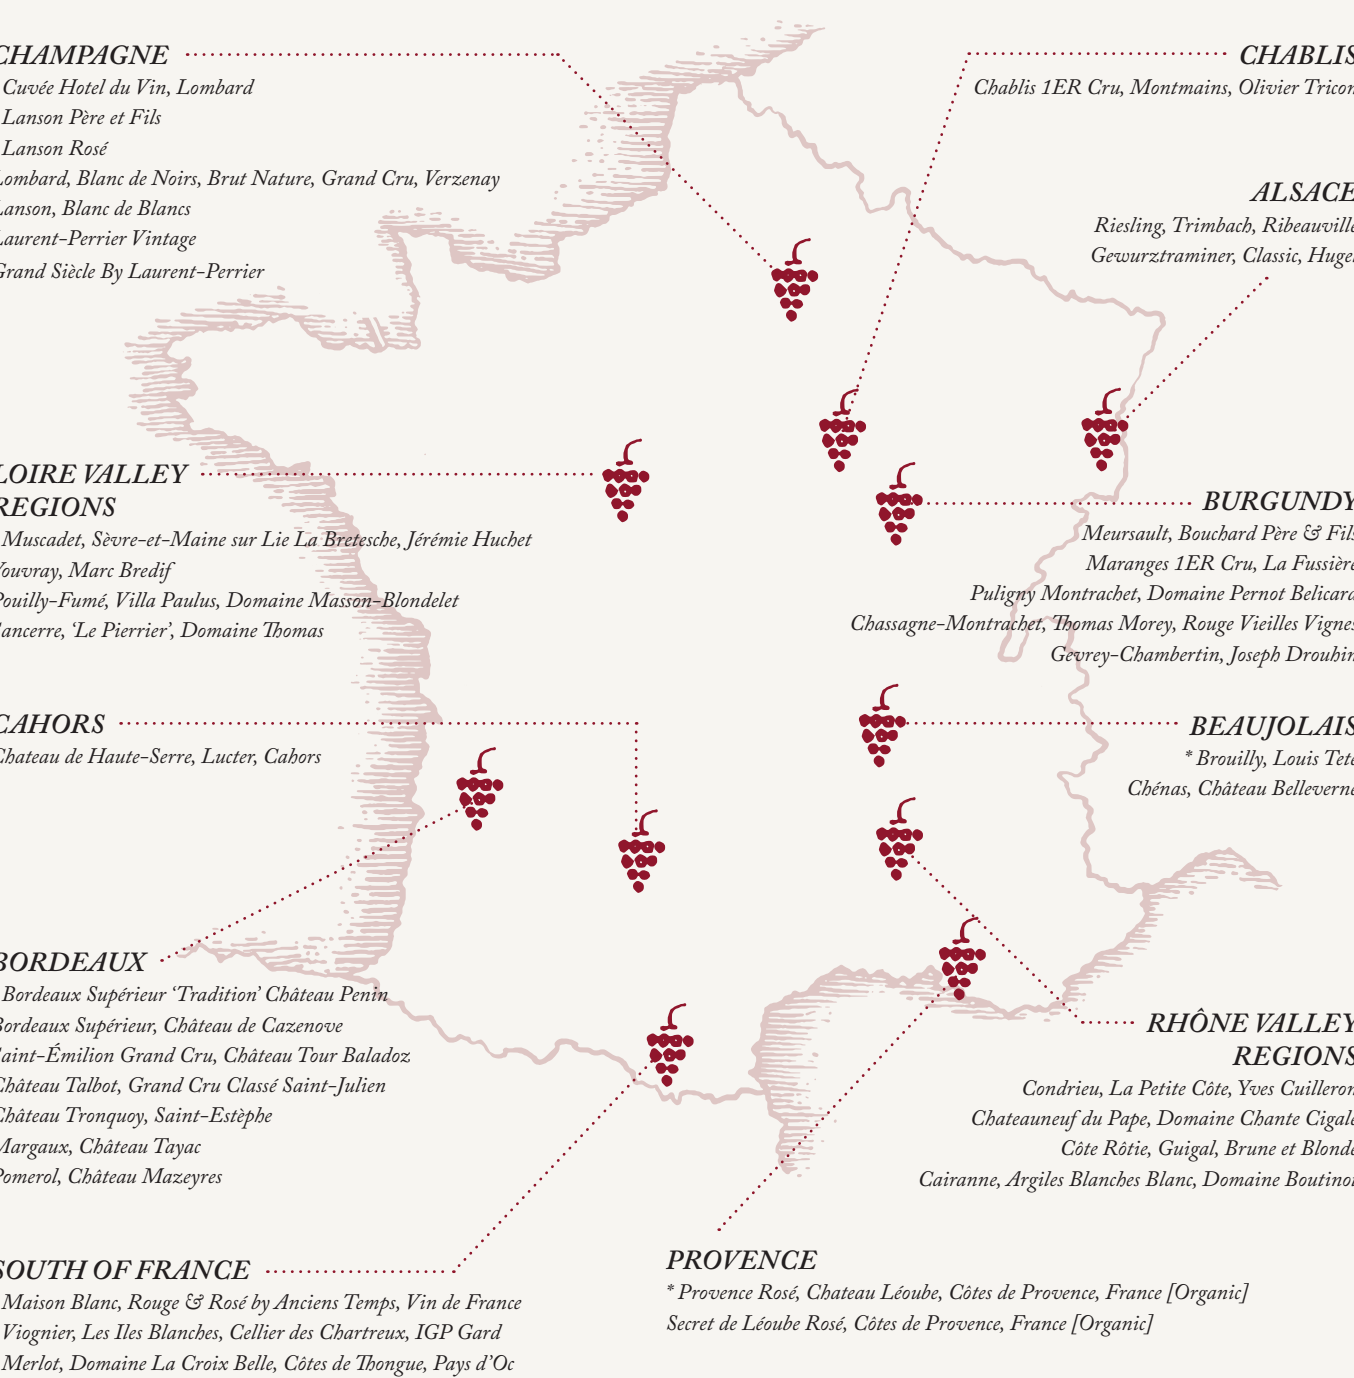 CHAMPAGNE
Cuvée Hotel du Vin, Lombard
Lanson Père et Fils
Lanson Rosé
Lombard, Blanc de Noirs, Brut Nature, Grand Cru, Verzenay
Lanson, Blanc de Blancs
Laurent-Perrier Vintage
Grand Siècle By Laurent-Perrier
CHABLIS
Chablis 1ER Cru, Montmains, Olivier Tricon
ALSACE
Riesling, Trimbach, Ribeauville
Gewurztraminer, Classic, Hugel
LOIRE VALLEY
REGIONS
Muscadet, Sèvre-et-Maine sur Lie La Bretesche, Jérémie Huchet
Vouvray, Marc Bredif
Pouilly-Fumé, Villa Paulus, Domaine Masson-Blondelet
Sancerre, ‘Le Pierrier’, Domaine Thomas
BURGUNDY
Meursault, Bouchard Père & Fils
Maranges 1ER Cru, La Fussière
Puligny Montrachet, Domaine Pernot Belicard
Chassagne-Montrachet, Thomas Morey, Rouge Vieilles Vignes
Gevrey-Chambertin, Joseph Drouhin
CAHORS
Chateau de Haute-Serre, Lucter, Cahors
BEAUJOLAIS
* Brouilly, Louis Tete
Chénas, Château Belleverne
BORDEAUX
Bordeaux Supérieur ‘Tradition’ Château Penin
Bordeaux Supérieur, Château de Cazenove
Saint-Émilion Grand Cru, Château Tour Baladoz
Château Talbot, Grand Cru Classé Saint-Julien
Château Tronquoy, Saint-Estèphe
Margaux, Château Tayac
Pomerol, Château Mazeyres
RHÔNE VALLEY
REGIONS
Condrieu, La Petite Côte, Yves Cuilleron
Chateauneuf du Pape, Domaine Chante Cigale
Côte Rôtie, Guigal, Brune et Blonde
Cairanne, Argiles Blanches Blanc, Domaine Boutinot
SOUTH OF FRANCE
Maison Blanc, Rouge & Rosé by Anciens Temps, Vin de France
Viognier, Les Iles Blanches, Cellier des Chartreux, IGP Gard
Merlot, Domaine La Croix Belle, Côtes de Thongue, Pays d’Oc
PROVENCE
* Provence Rosé, Chateau Léoube, Côtes de Provence, France [Organic]
Secret de Léoube Rosé, Côtes de Provence, France [Organic]